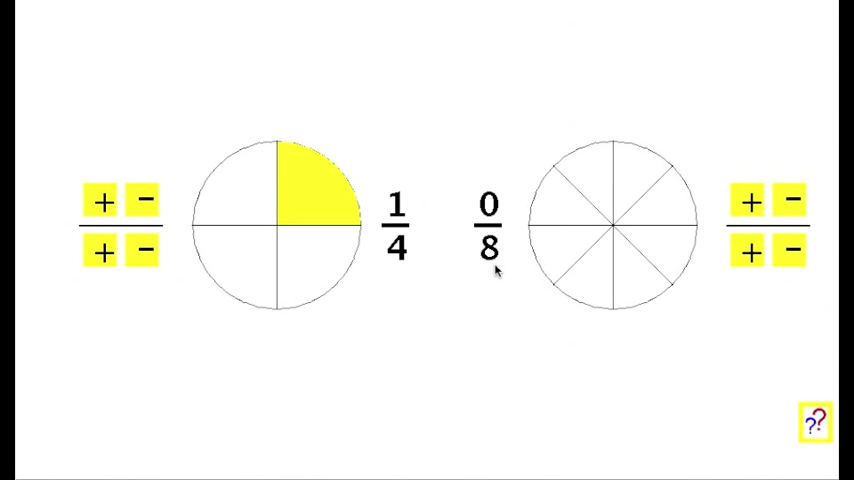 + - 1 0 + -
+ - 4 8 + -
??